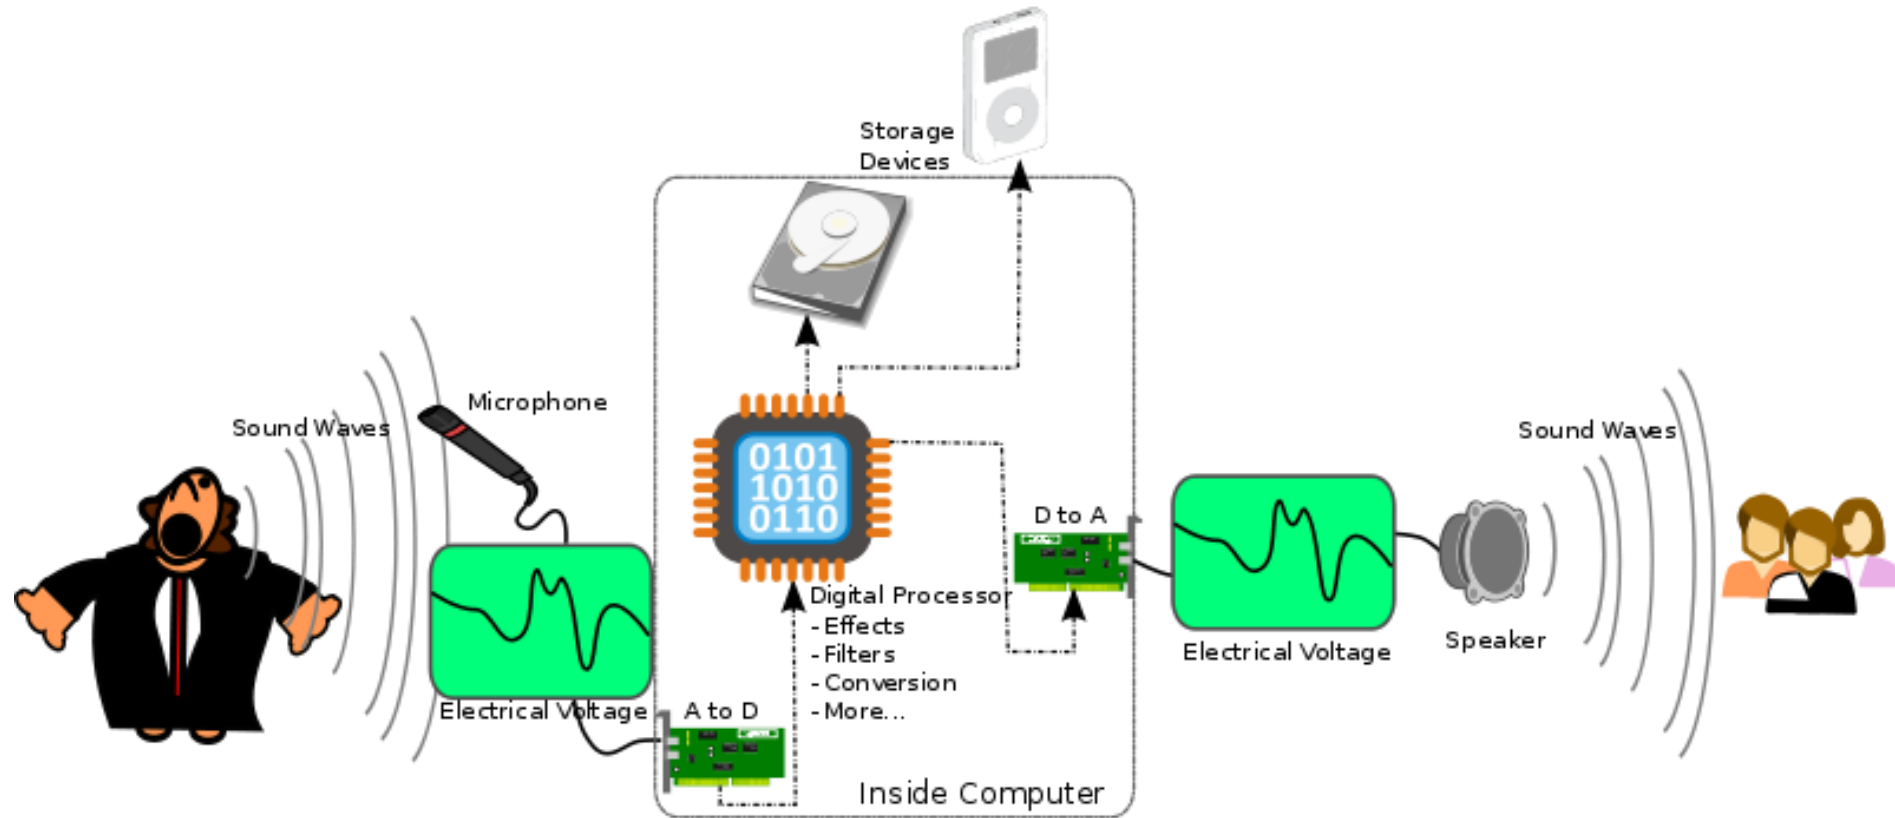 Storage
Devices
Microphone
Sound Waves
Sound Waves
0101
1010
0110
D to A
Digital Processor
- Effects
- Filters
- Conversion
- More...
Electrical Voltage
Speaker
Electrical Voltage
A to D
Inside Computer